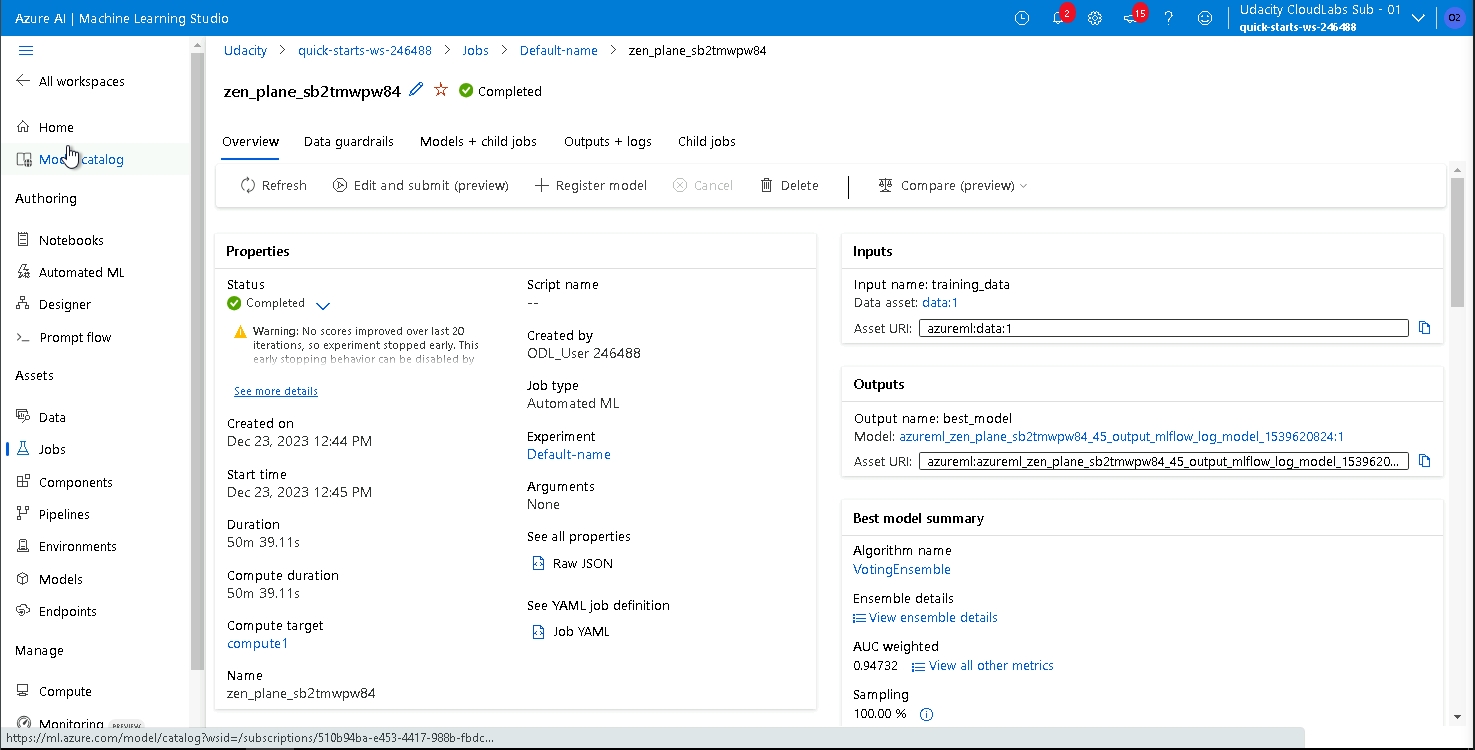 Azure AI | Machine Learning Studio
2
15
Udacity CloudLabs Sub - 01
quick-starts-ws-246488
O2
All workspaces
Home
Model catalog
Authoring
Notebooks
Automated ML
Designer
Prompt flow
Assets
Data
Jobs
Components
Pipelines
Environments
Models
Endpoints
Manage
Compute
Monitoring PREVIEW
https://ml.azure.com/model/catalog?wsid=/subscriptions/510b94ba-e453-4417-988b-fbdc...
Udacity > quick-starts-ws-246488 > Jobs > Default-name > zen_plane_sb2tmwpw84
zen_plane_sb2tmwpw84 Completed
Overview Data guardrails Models + child jobs Outputs + logs Child jobs
Refresh Edit and submit (preview) Register model Cancel Delete Compare (preview)
Properties
Status
Completed
Warning: No scores improved over last 20
iterations, so experiment stopped early. This
early stopping behavior can be disabled by
See more details
Created on
Dec 23, 2023 12:44 PM
Start time
Dec 23, 2023 12:45 PM
Duration
50m 39.11s
Compute duration
50m 39.11s
Compute target
compute1
Name
zen_plane_sb2tmwpw84
Script name
--
Created by
ODL_User 246488
Job type
Automated ML
Experiment
Default-name
Arguments
None
See all properties
Raw JSON
See YAML job definition
Job YAML
Inputs
Input name: training_data
Data asset: data:1
Asset URI: azureml:data:1
Outputs
Output name: best_model
Model: azureml_zen_plane_sb2tmwpw84_45_output_mlflow_log_model_1539620824:1
Asset URI: azureml:azureml_zen_plane_sb2tmwpw84_45_output_mlflow_log_model_1539620...
Best model summary
Algorithm name
VotingEnsemble
Ensemble details
View ensemble details
AUC weighted
0.94732 View all other metrics
Sampling
100.00 %